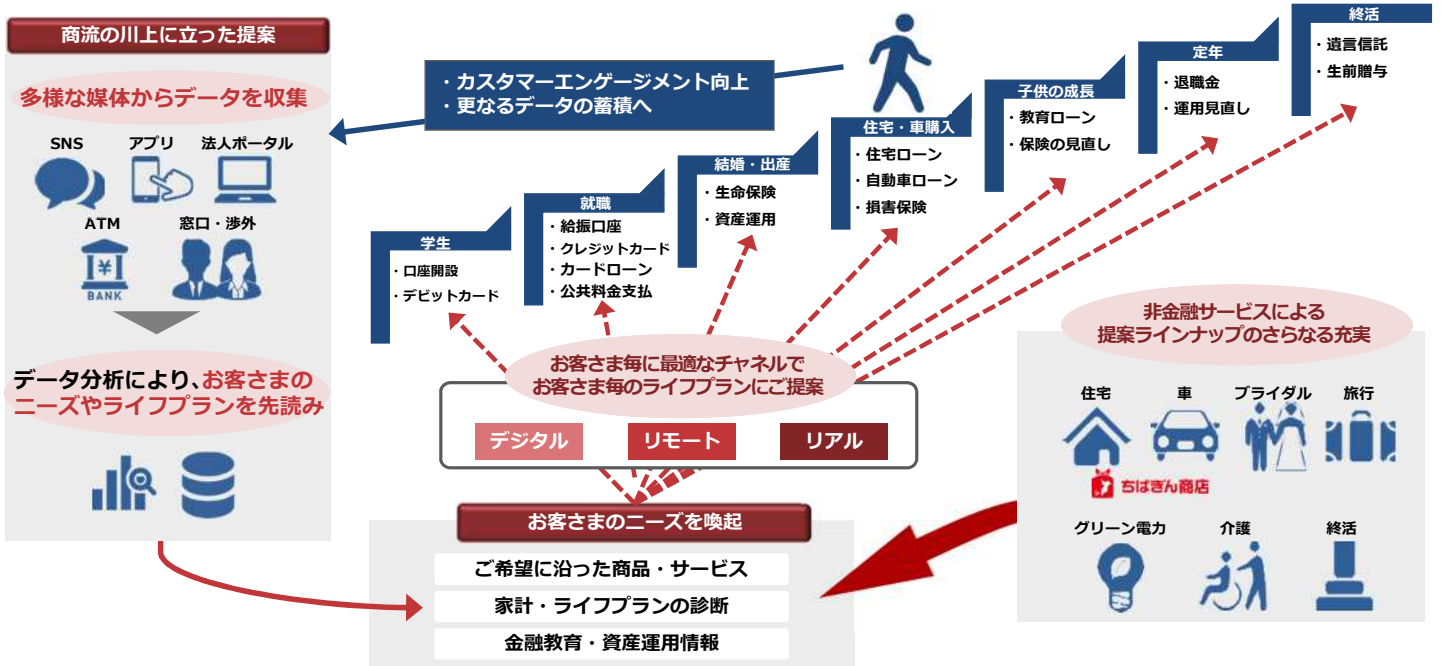 商流の川上に立った提案
多様な媒体からデータを収集
SNS
アプリ
法人ポータル
ATM
窓口・渉外
¥
BANK
データ分析により、お客さまの
ニーズやライフプランを先読み
・カスタマーエンゲージメント向上
・更なるデータの蓄積へ
学生
・口座開設
・デビットカード
就職
・給振口座
・クレジットカード
・カードローン
・公共料金支払
結婚・出産
・生命保険
・資産運用
住宅・車購入
・住宅ローン
・自動車ローン
・損害保険
子供の成長
・教育ローン
・保険の見直し
定年
・退職金
・運用見直し
終活
・遺言信託
・生前贈与
お客さま毎に最適なチャネルで
お客さま毎のライフプランにご提案
デジタル
リモート
リアル
お客さまのニーズを喚起
ご希望に沿った商品・サービス
家計・ライフプランの診断
金融教育・資産運用情報
非金融サービスによる
提案ラインナップのさらなる充実
住宅
車
ブライダル
旅行
ちばぎん商店
グリーン電力
介護
終活